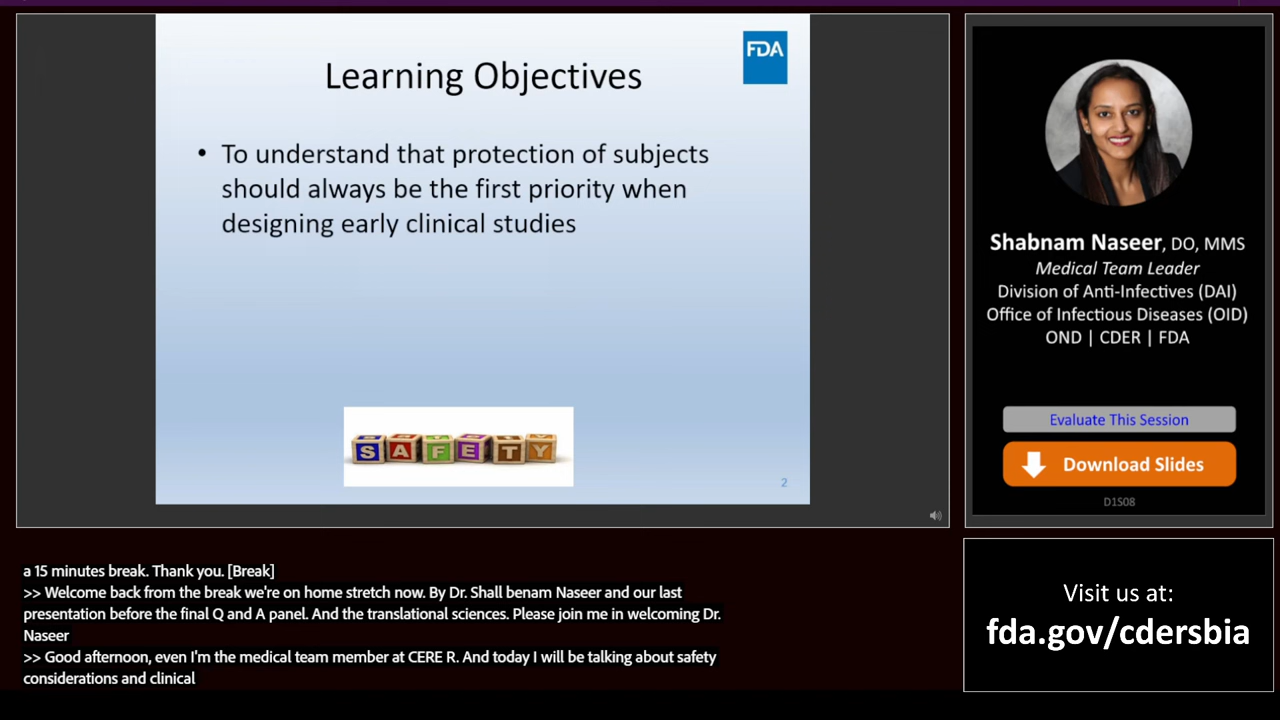 FDA
Learning Objectives
• To understand that protection of subjects
should always be the first priority when
designing early clinical studies
SAFETY
2
Shabnam Naseer, DO, MMS
Medical Team Leader
Division of Anti-Infectives (DAI)
Office of Infectious Diseases (OID)
OND | CDER | FDA
Evaluate This Session
Download Slides
D1S08
a 15 minutes break. Thank you. [Break]
>> Welcome back from the break we're on home stretch now. By Dr. Shall benam Naseer and our last
presentation before the final Q and A panel. And the translational sciences. Please join me in welcoming Dr.
Naseer
>> Good afternoon, even I'm the medical team member at CERE R. And today I will be talking about safety
considerations and clinical
Visit us at:
fda.gov/cdersbia